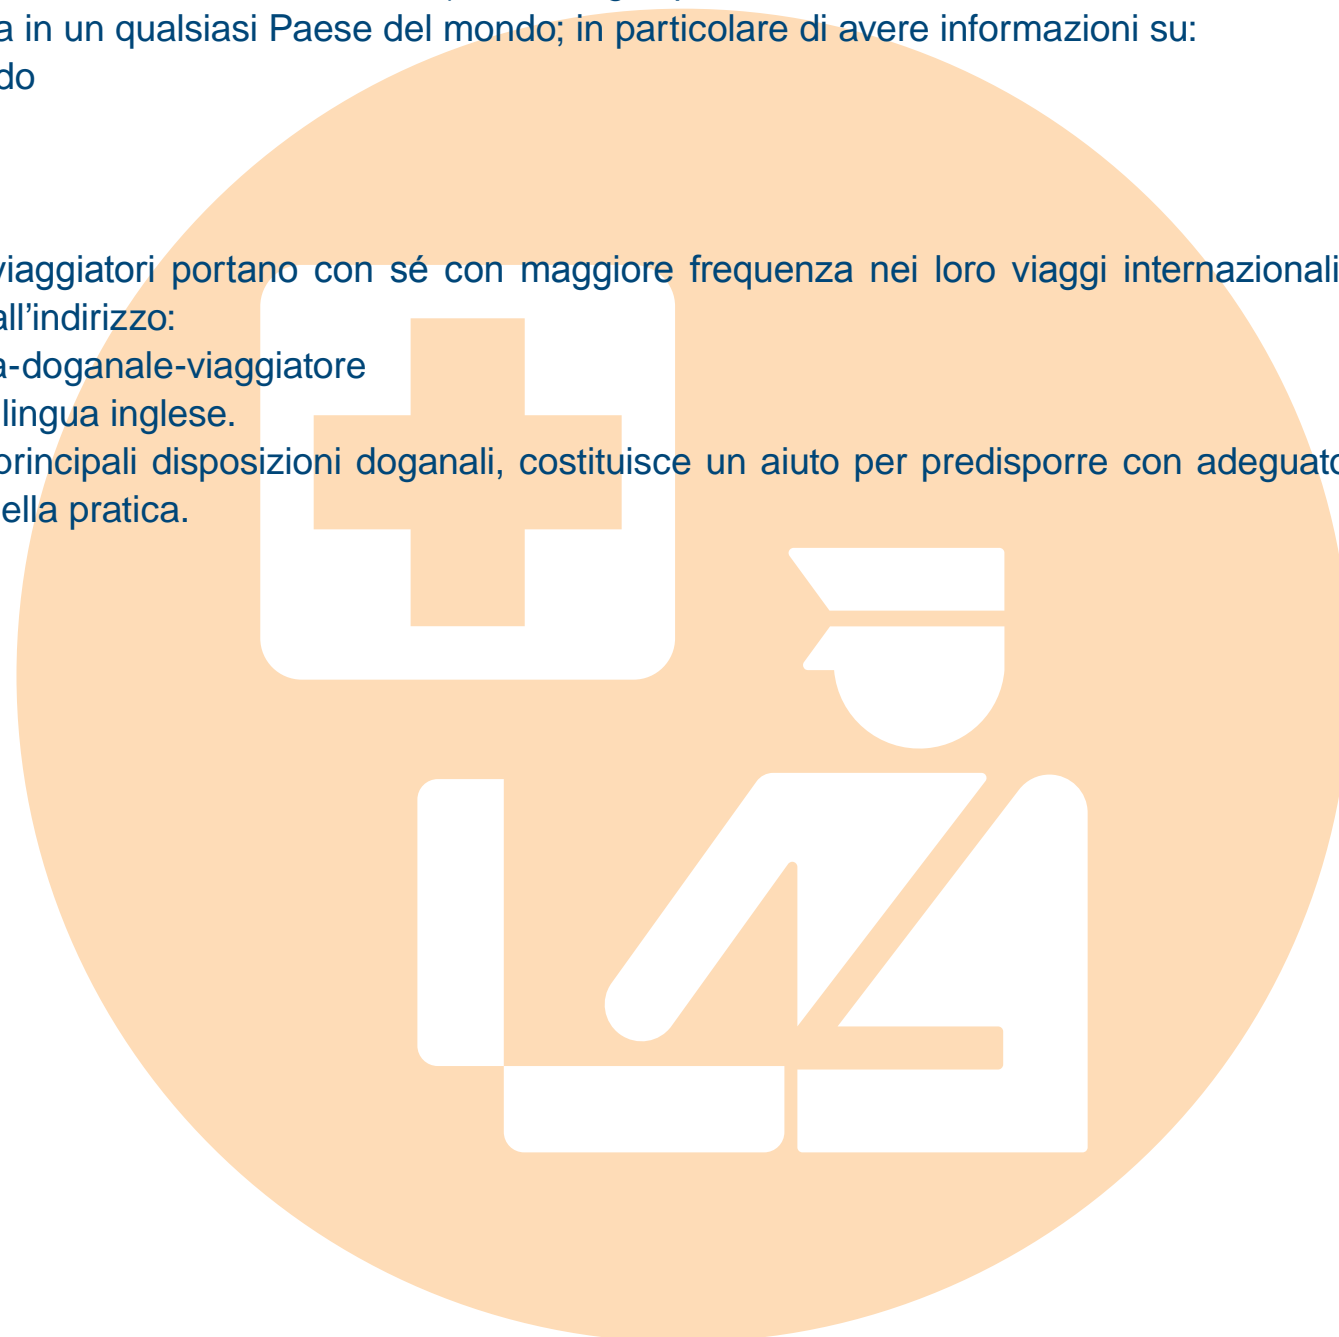 in un qualsiasi Paese del mondo; in particolare di avere informazioni su:
viaggiatori portano con sé con maggiore frequenza nei loro viaggi internazionali
all’indirizzo:
a-doganale-viaggiatore
lingua inglese.
principali disposizioni doganali, costituisce un aiuto per predisporre con adeguato
ella pratica.